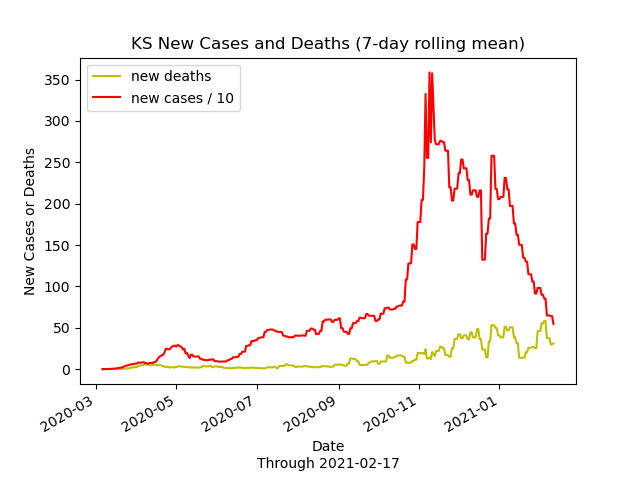 KS New Cases and Deaths (7-day rolling mean)
new deaths
new cases / 10
New Cases or Deaths
350
300
250
200
150
100
50
0
2020-03
2020-05
2020-07
2020-09
2020-11
2021-01
Date
Through 2021-02-17